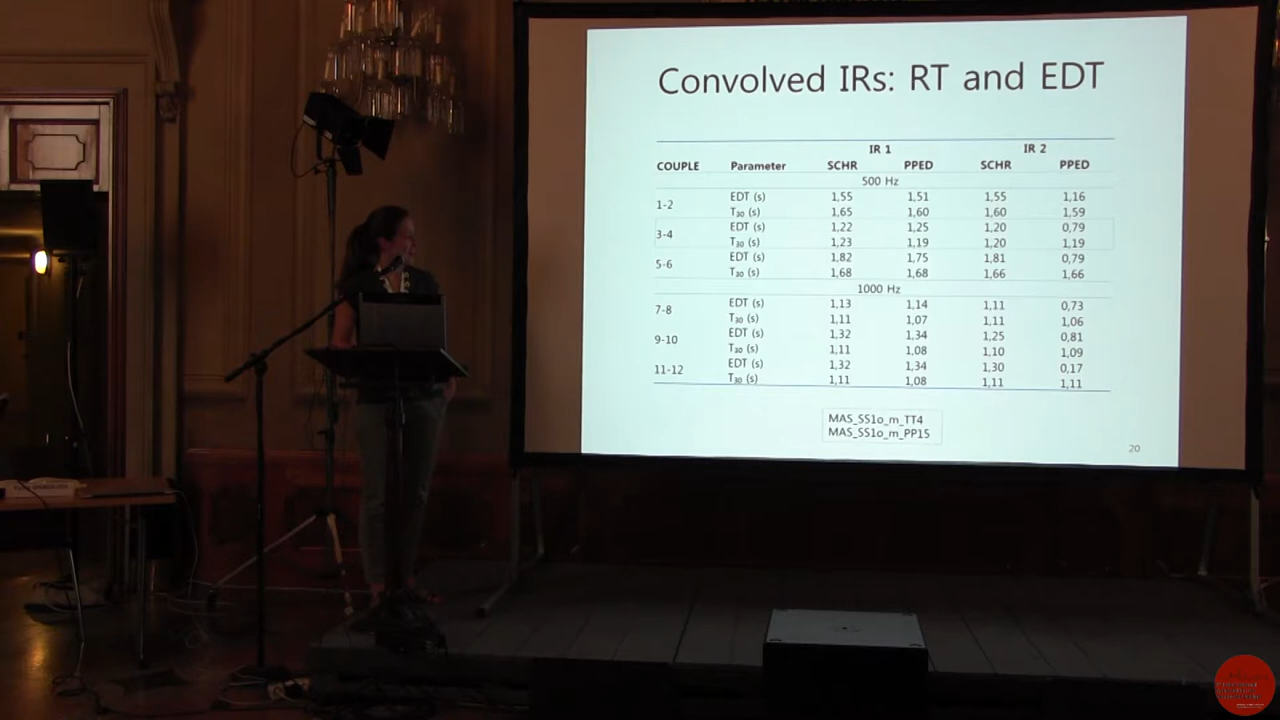 Convolved IRs: RT and EDT
IR 1 IR 2
COUPLE Parameter SCHR PPED SCHR PPED
500 Hz
1-2 EDT (s) 1,55 1,51 1,55 1,16
T30 (s) 1,65 1,60 1,60 1,59
3-4 EDT (s) 1,22 1,25 1,20 0,79
T30 (s) 1,23 1,19 1,20 1,19
5-6 EDT (s) 1,82 1,75 1,81 0,79
T30 (s) 1,68 1,68 1,66 1,66
1000 Hz
7-8 EDT (s) 1,13 1,14 1,11 0,73
T30 (s) 1,11 1,07 1,11 1,06
9-10 EDT (s) 1,32 1,34 1,25 0,81
T30 (s) 1,11 1,08 1,10 1,09
11-12 EDT (s) 1,32 1,34 1,30 0,17
T30 (s) 1,11 1,08 1,11 1,11
MAS_SS1o_m_TT4
MAS_SS1o_m_PP15
20